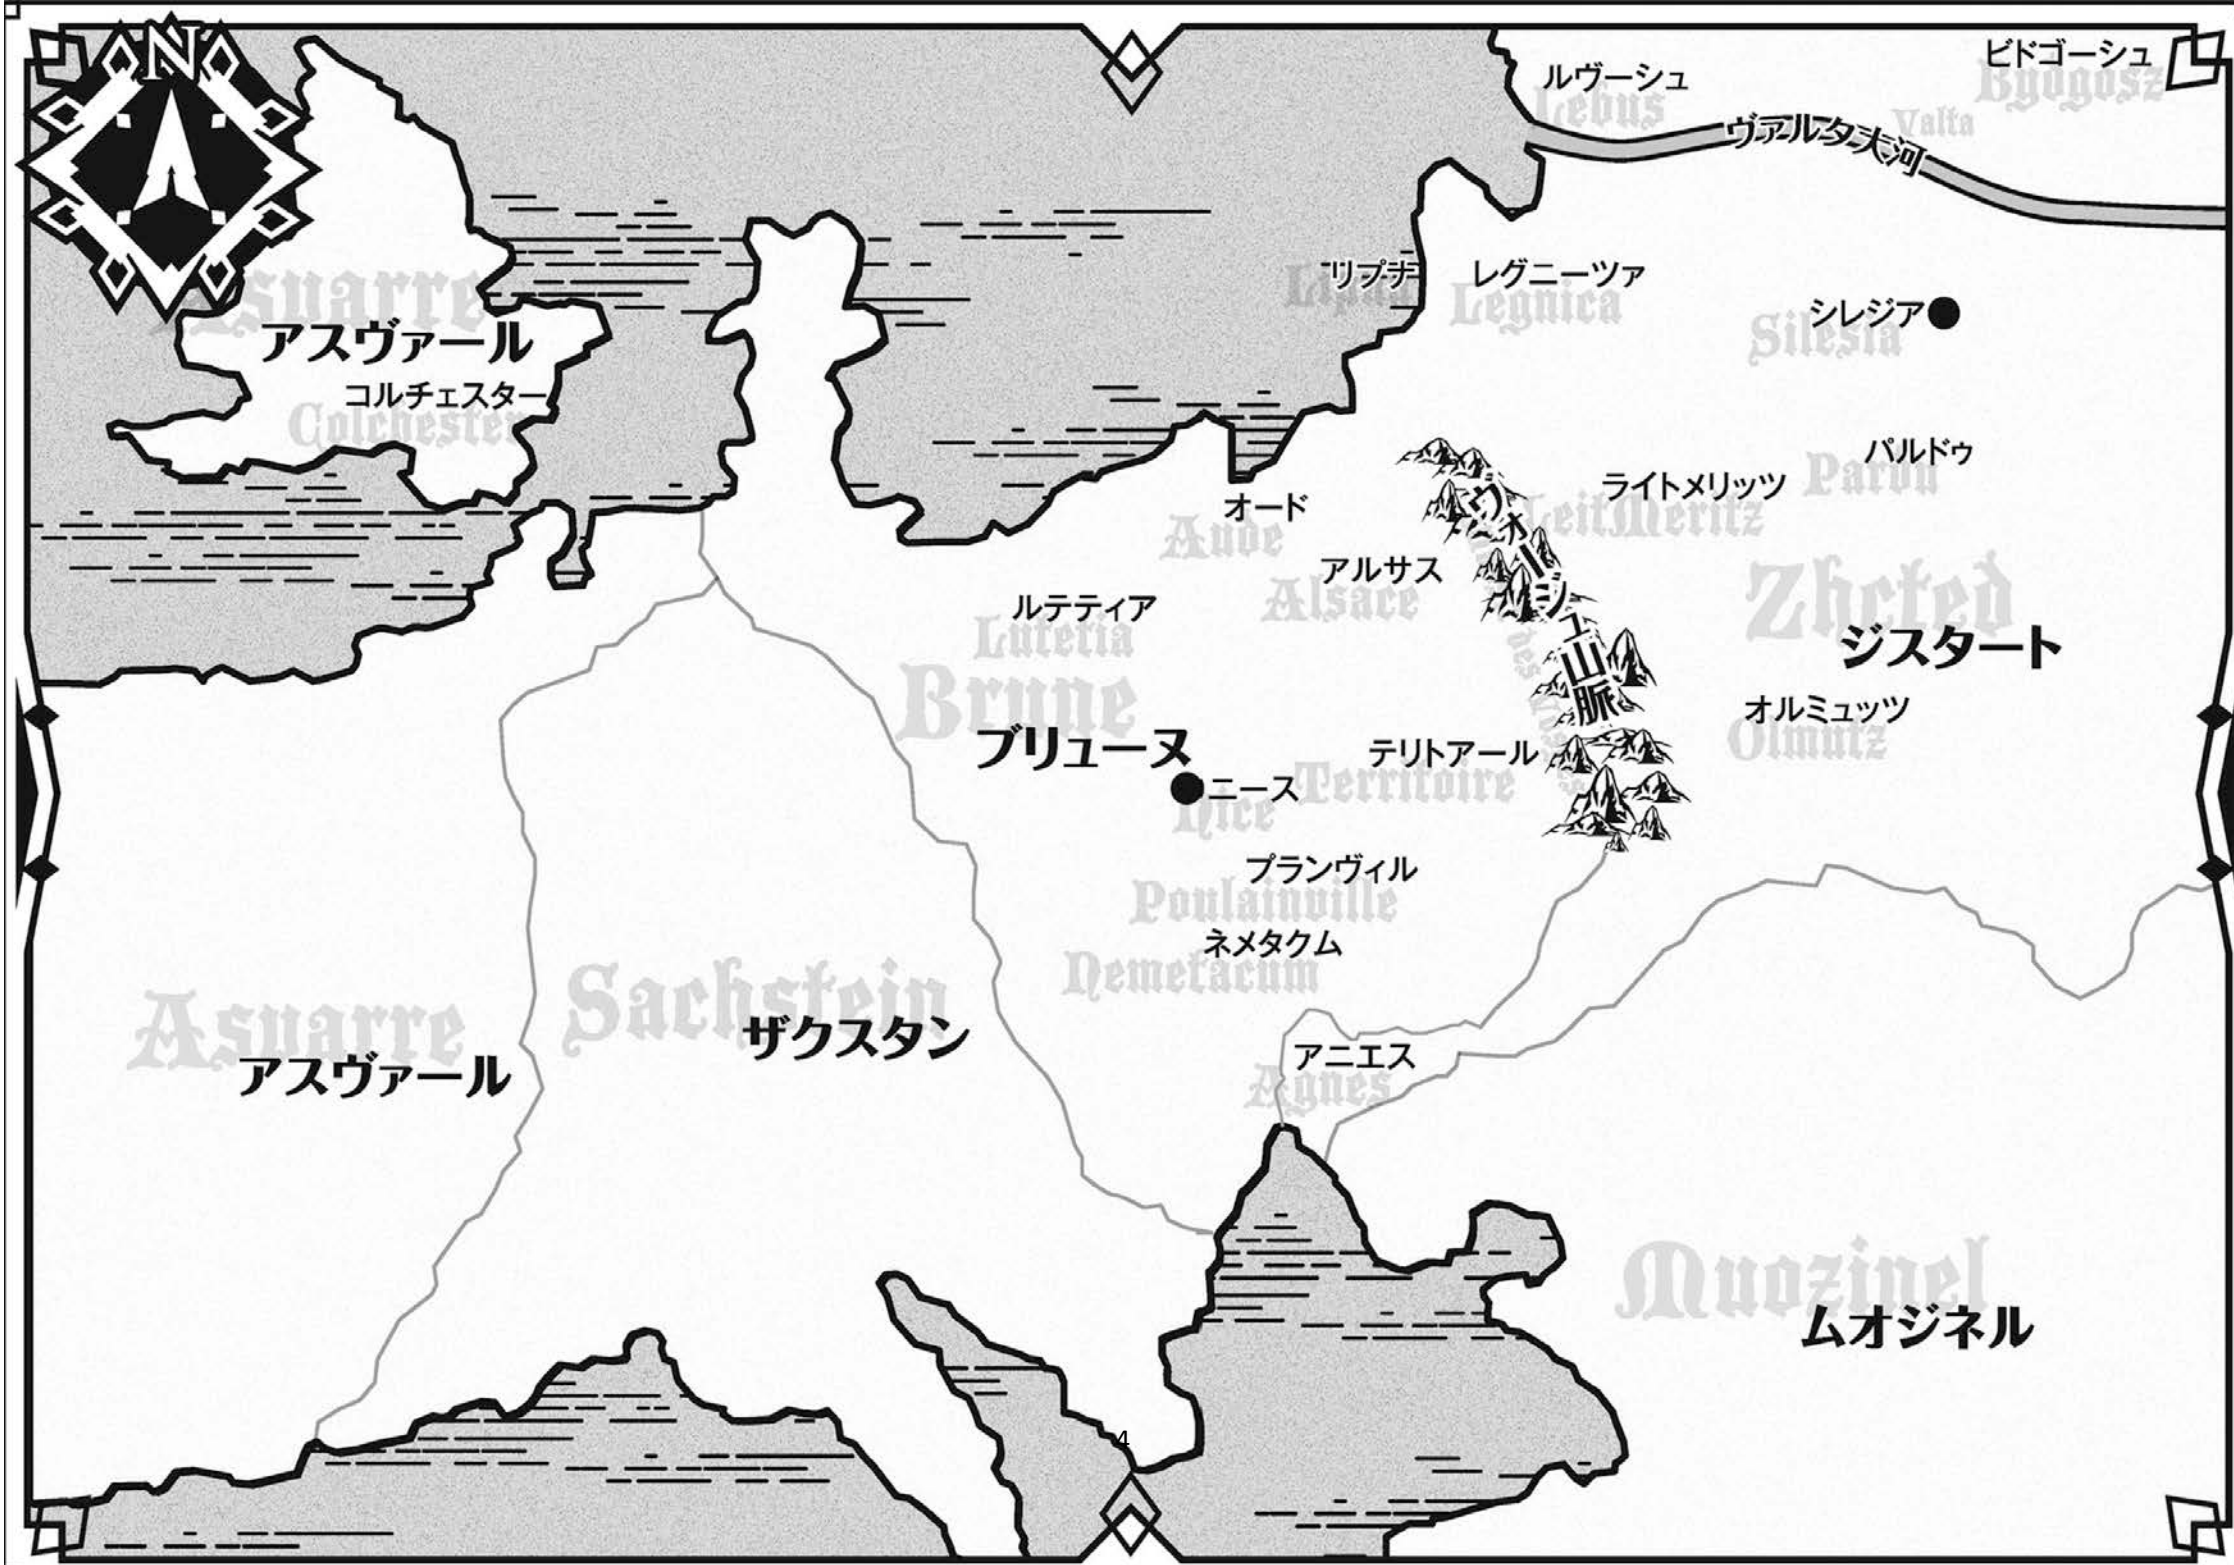 N
ビドゴーシュ
Bydgosz
ルヴーシュ
Lebus
Valta
ヴァルタ大河
リプナ
レグニーツァ
Legnica
シレジア
Silesia
Asvarre
アスヴァール
コルチェスター
Colchester
パルドゥ
Pardu
ライトメリッツ
LeitMeritz
オード
Aude
ヴォージュ山脈
des Vosges
アルサス
Alsace
Zhcted
ジスタート
ルテティア
Lutetia
Brune
ブリューヌ
オルミュッツ
Olmutz
テリトアール
Territoire
ニース
Nice
プランヴィル
Poulainville
ネメタクム
Nemetacum
Sachstein
ザクスタン
Asvarre
アスヴァール
アニエス
Agnes
Muozinel
ムオジネル
4